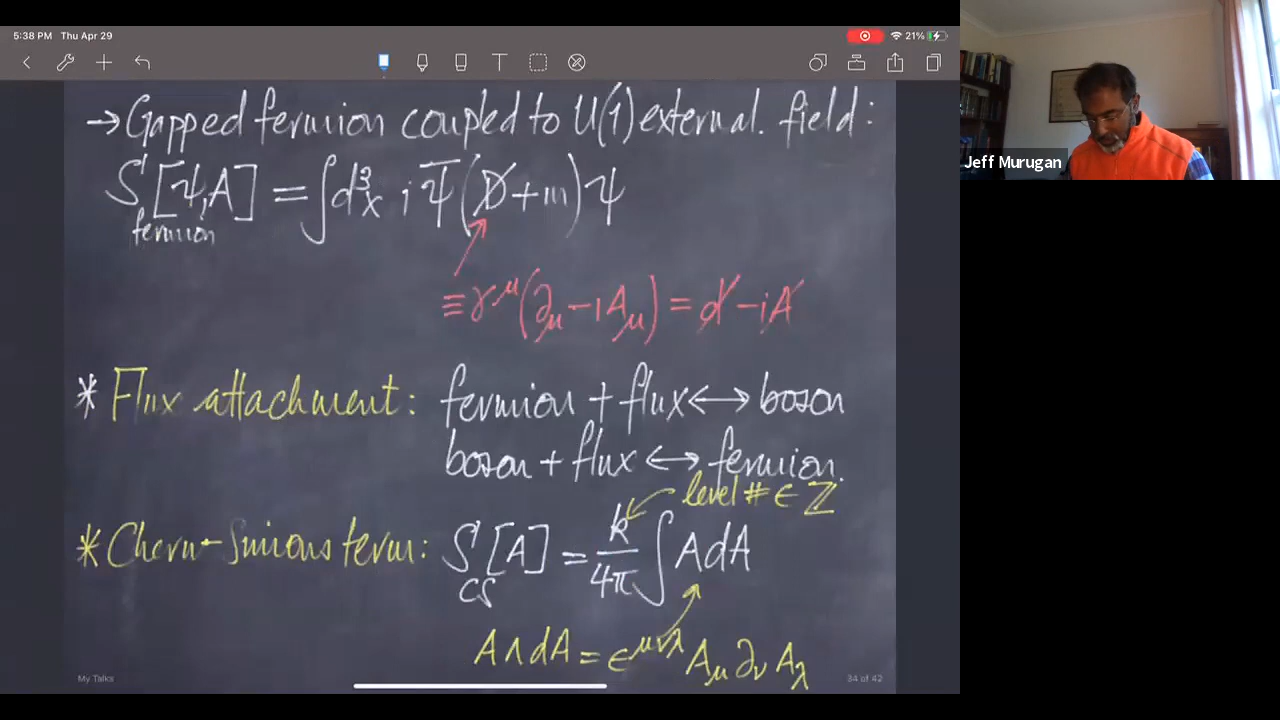 5:38 PM Thu Apr 29
21%
→ Gapped fermion coupled to U(1) external. field:
S[ψ,A] = ∫d³x i ψ̄(D̸+m)ψ
fermion
≡ γ^μ(∂_μ − iA_μ) = ∂̸ − iA̸
* Flux attachment: fermion + flux ↔ boson
boson + flux ↔ fermion.
level # ∈ ℤ
* Chern-Simons term: S[A] = k/4π ∫ AdA
CS
A∧dA = ϵ^μνλ A_μ ∂_ν A_λ
My Talks
34 of 42
Jeff Murugan